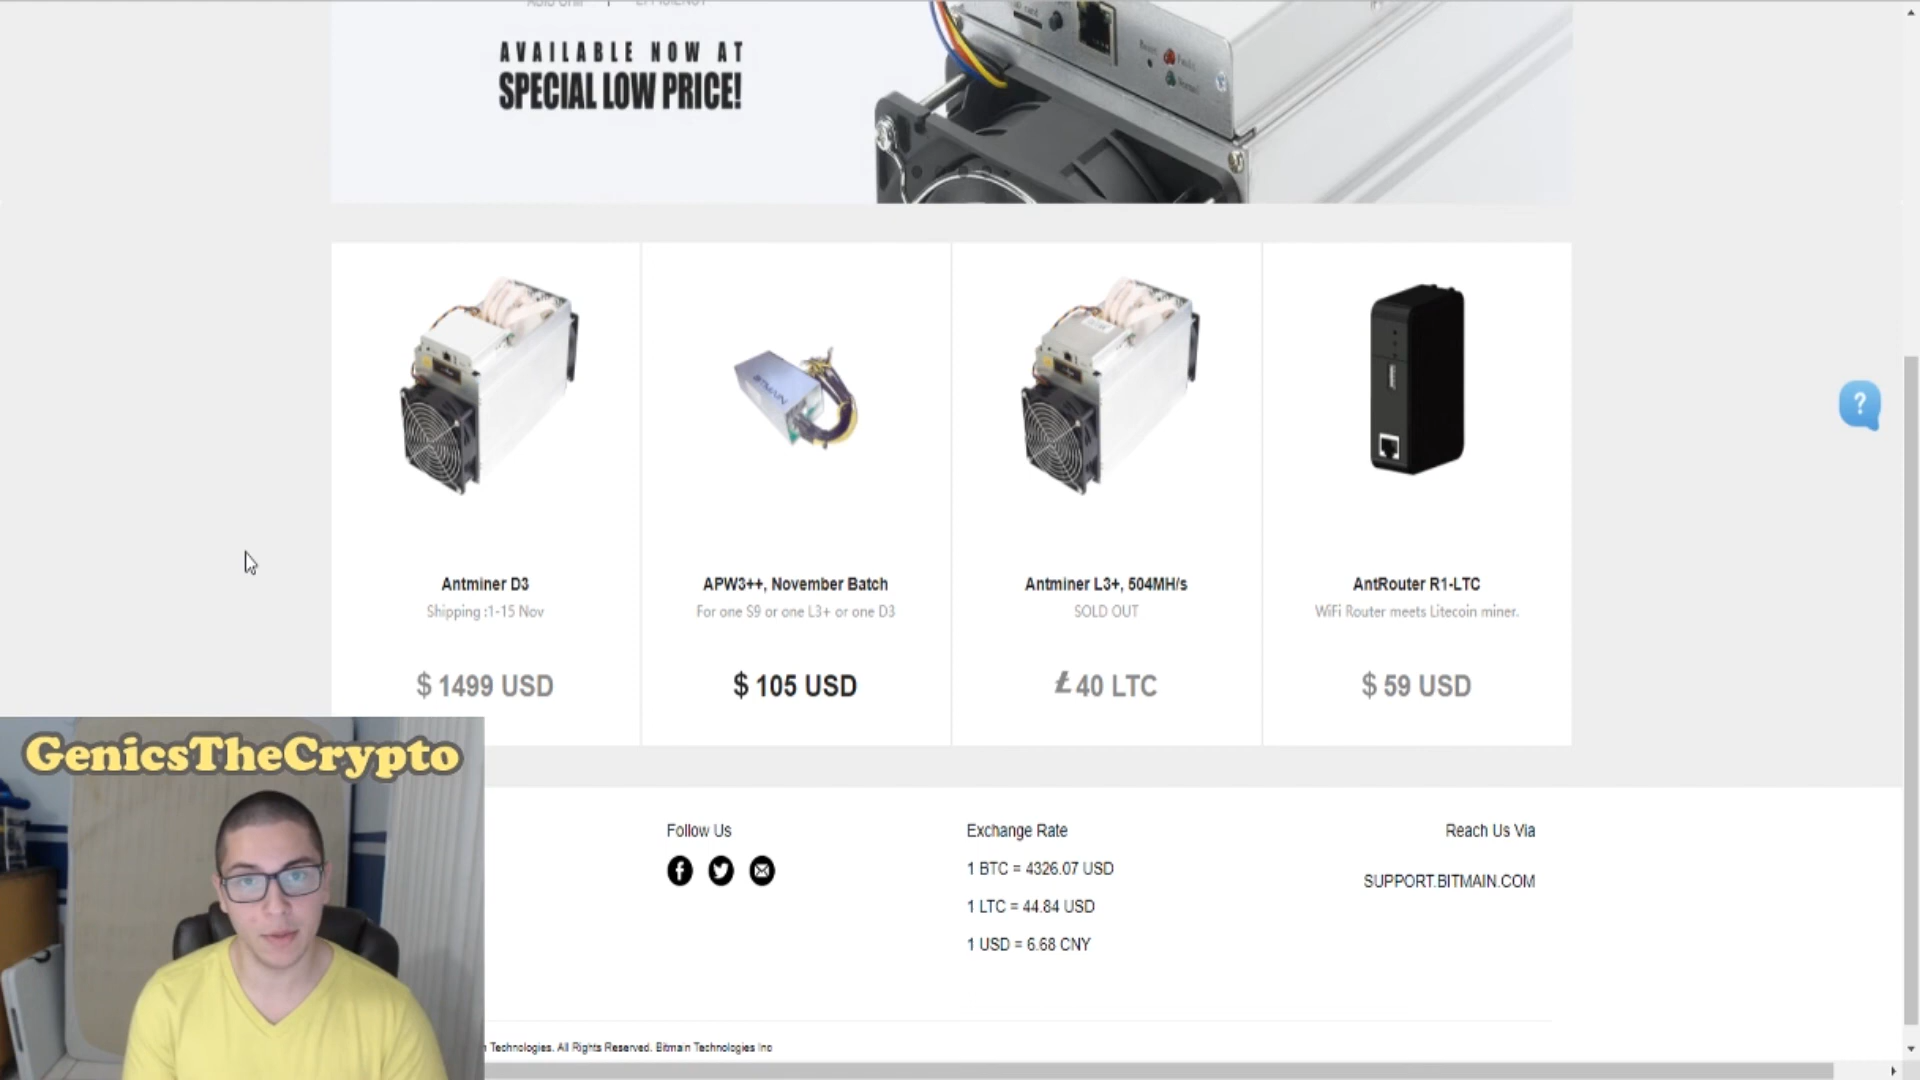 AVAILABLE NOW AT
SPECIAL LOW PRICE!
BITMAIN
Antminer D3
Shipping :1-15 Nov
$ 1499 USD
APW3++, November Batch
For one S9 or one L3+ or one D3
$ 105 USD
Antminer L3+, 504MH/s
SOLD OUT
Ł 40 LTC
AntRouter R1-LTC
WiFi Router meets Litecoin miner.
$ 59 USD
?
GenicsTheCrypto
Follow Us
Exchange Rate
1 BTC = 4326.07 USD
1 LTC = 44.84 USD
1 USD = 6.68 CNY
Reach Us Via
SUPPORT.BITMAIN.COM
Technologies. All Rights Reserved. Bitmain Technologies Inc